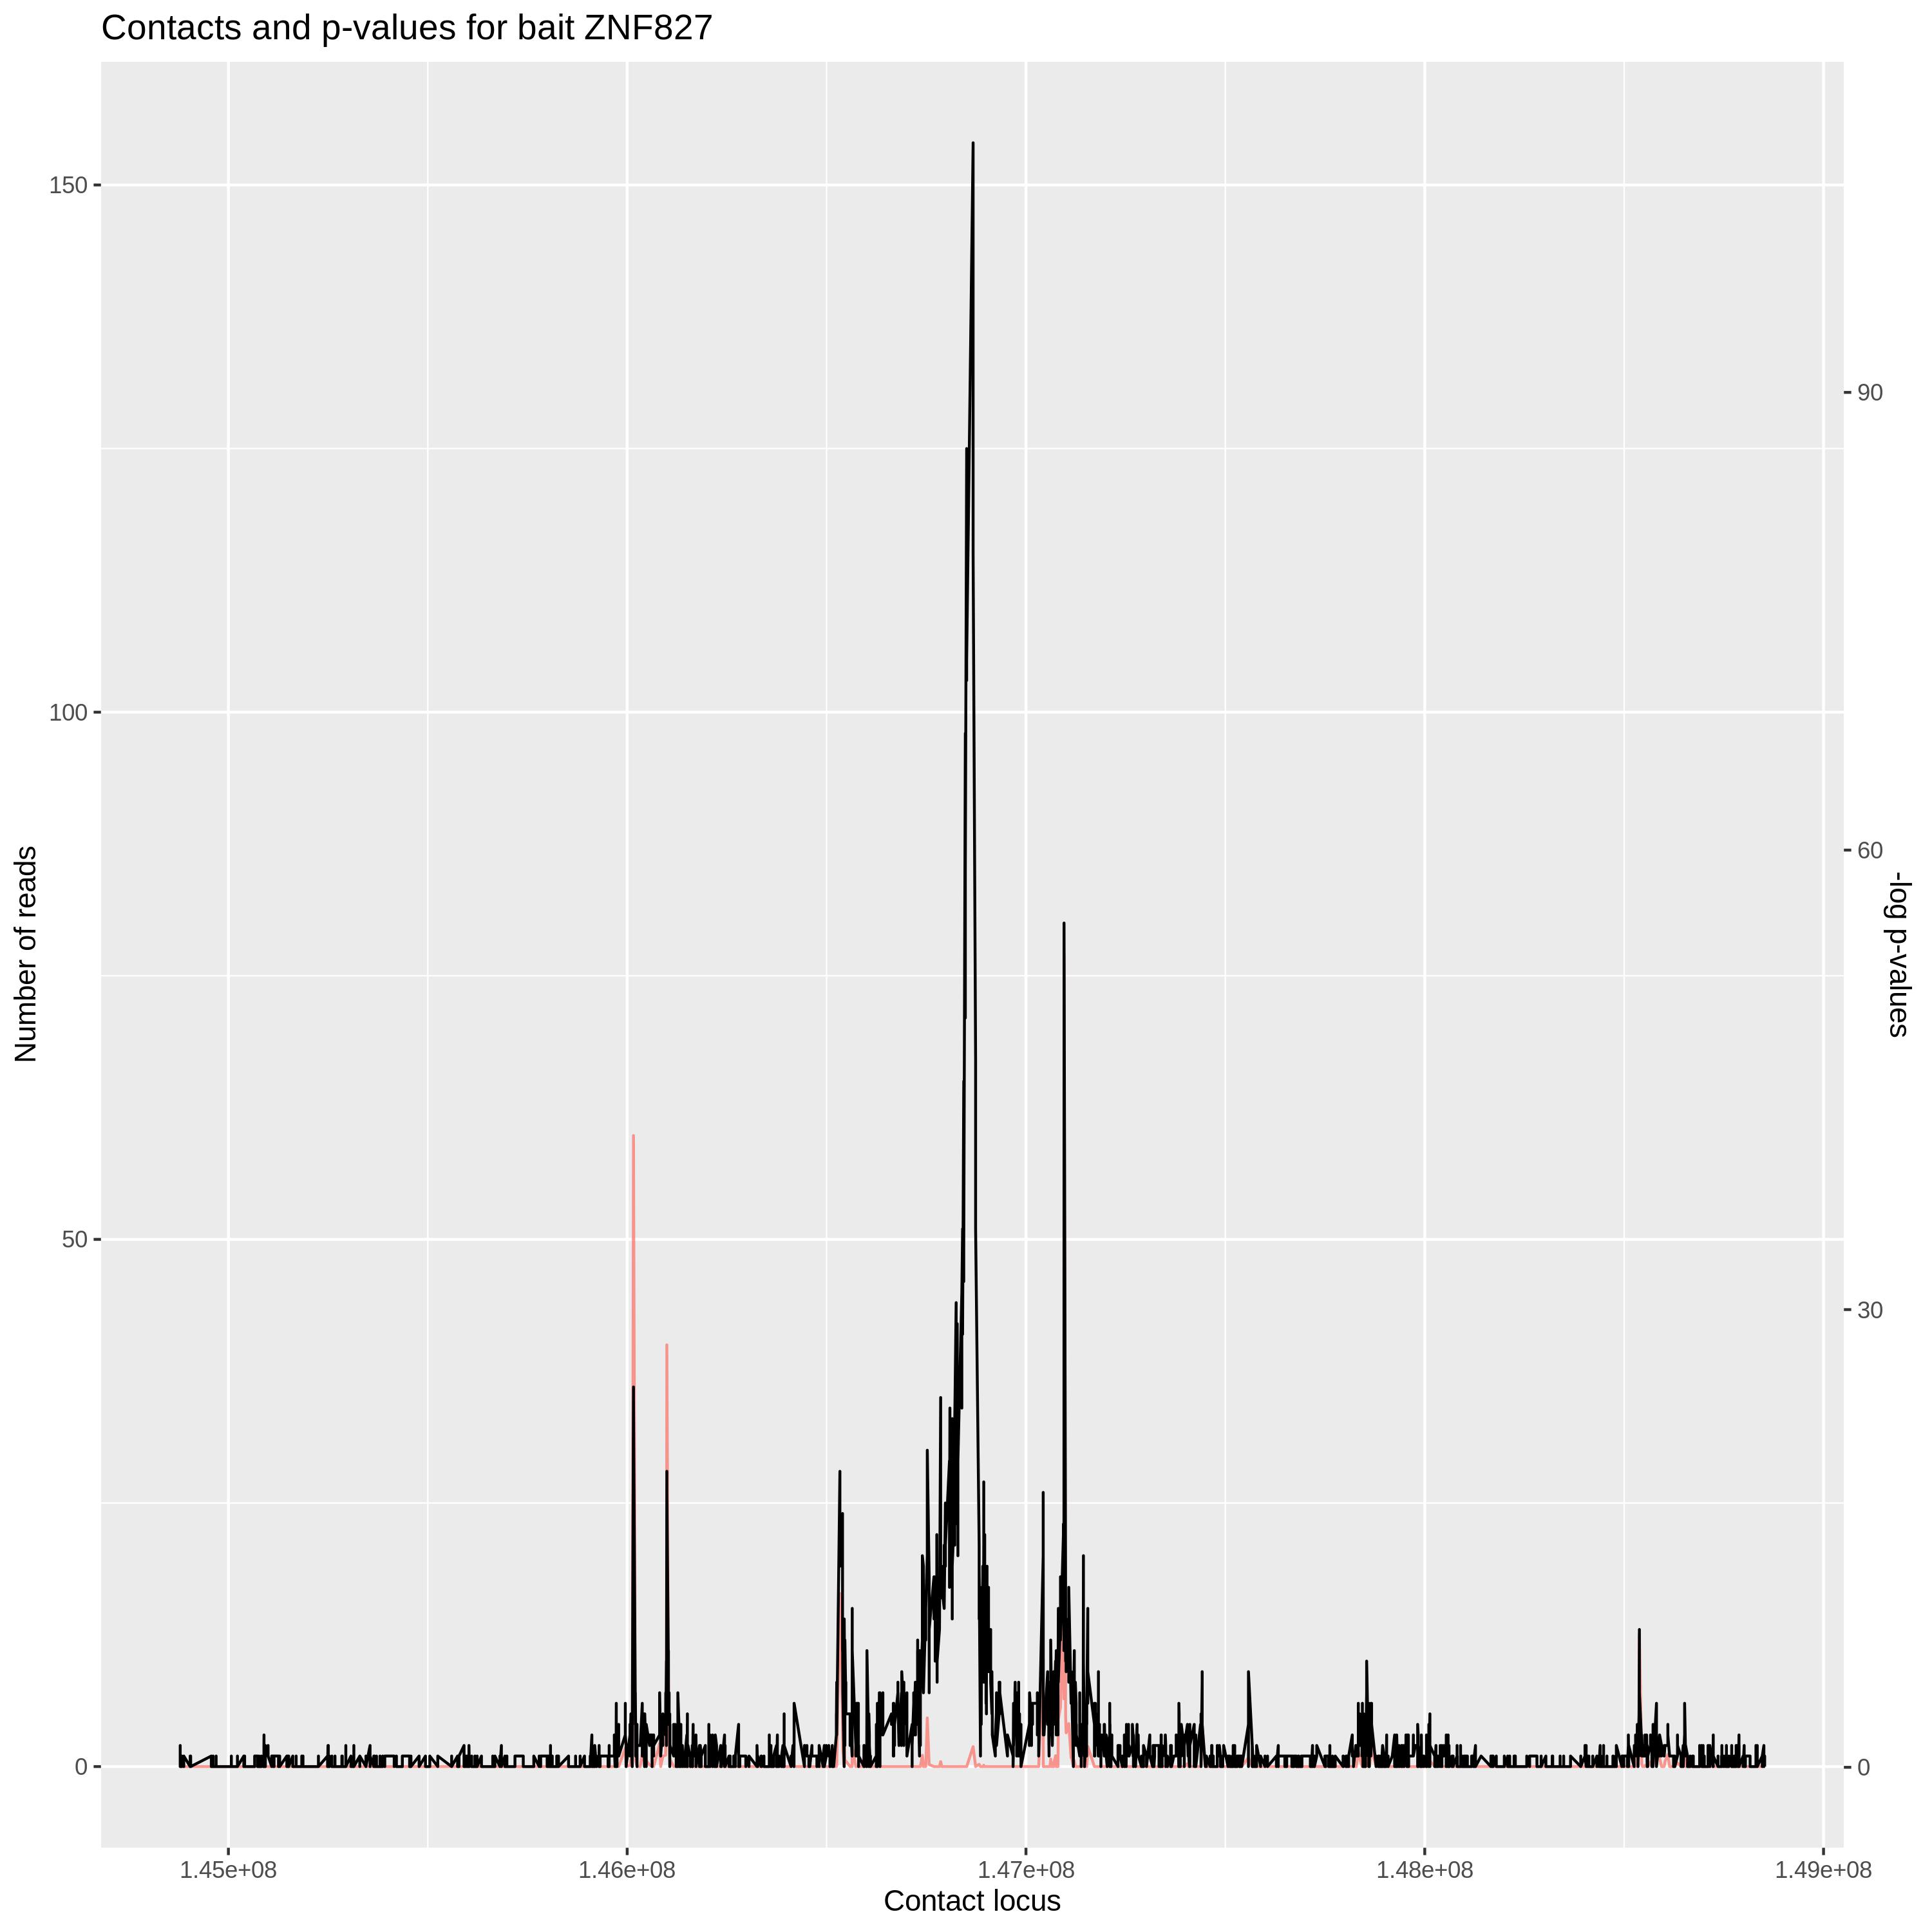 Contacts and p-values for bait ZNF827
150
100
50
0
Number of reads
90
60
30
0
-log p-values
1.45e+08 1.46e+08 1.47e+08 1.48e+08 1.49e+08
Contact locus